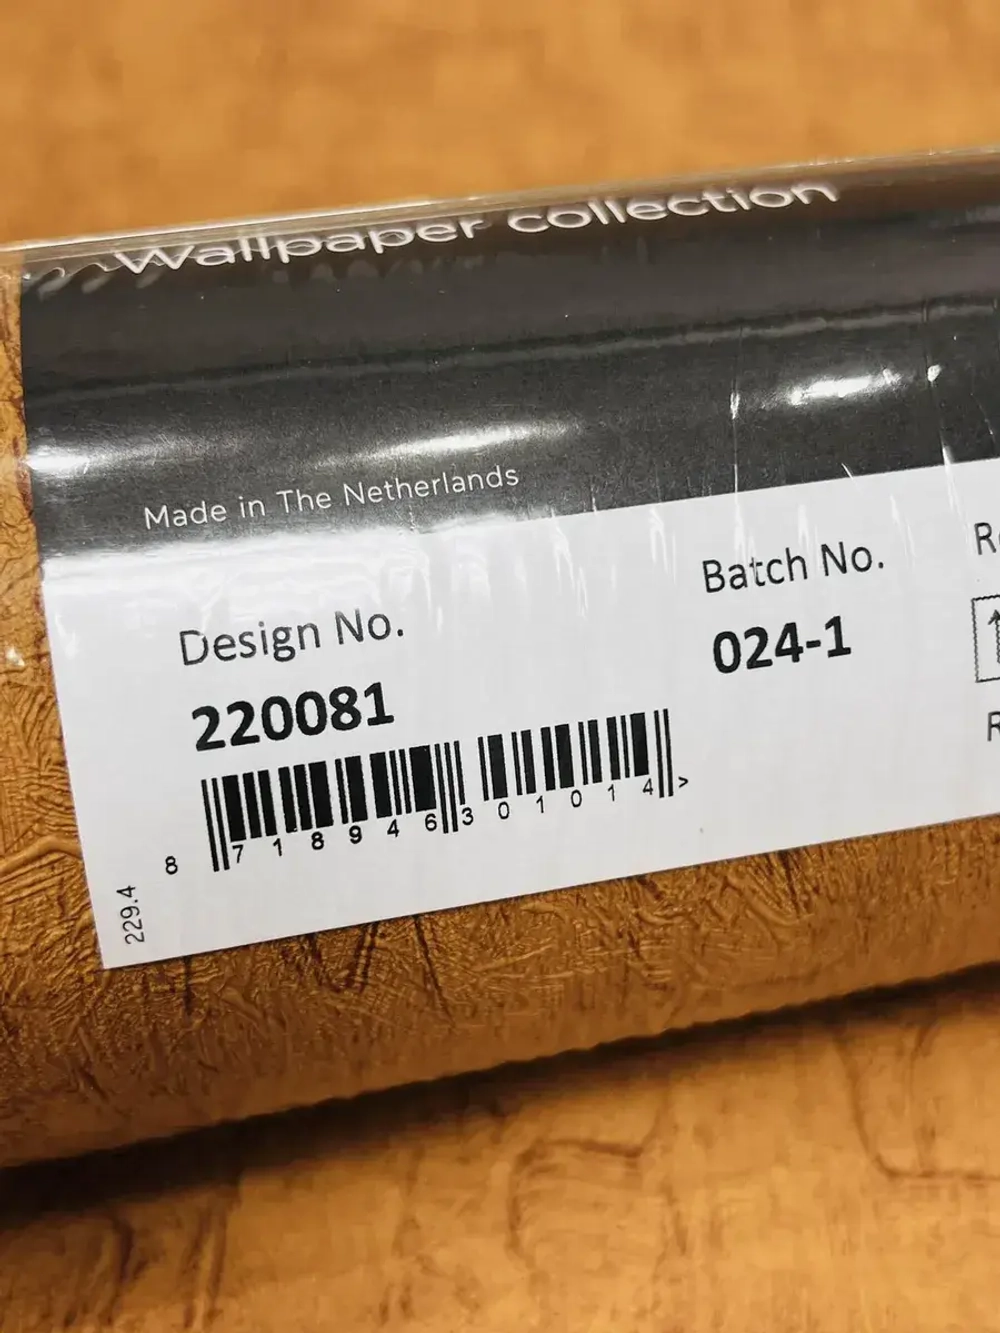 Wallpaper collection
Made in The Netherlands
Design No.
220081
Batch No.
024-1
8 718946 301014 >
229.4